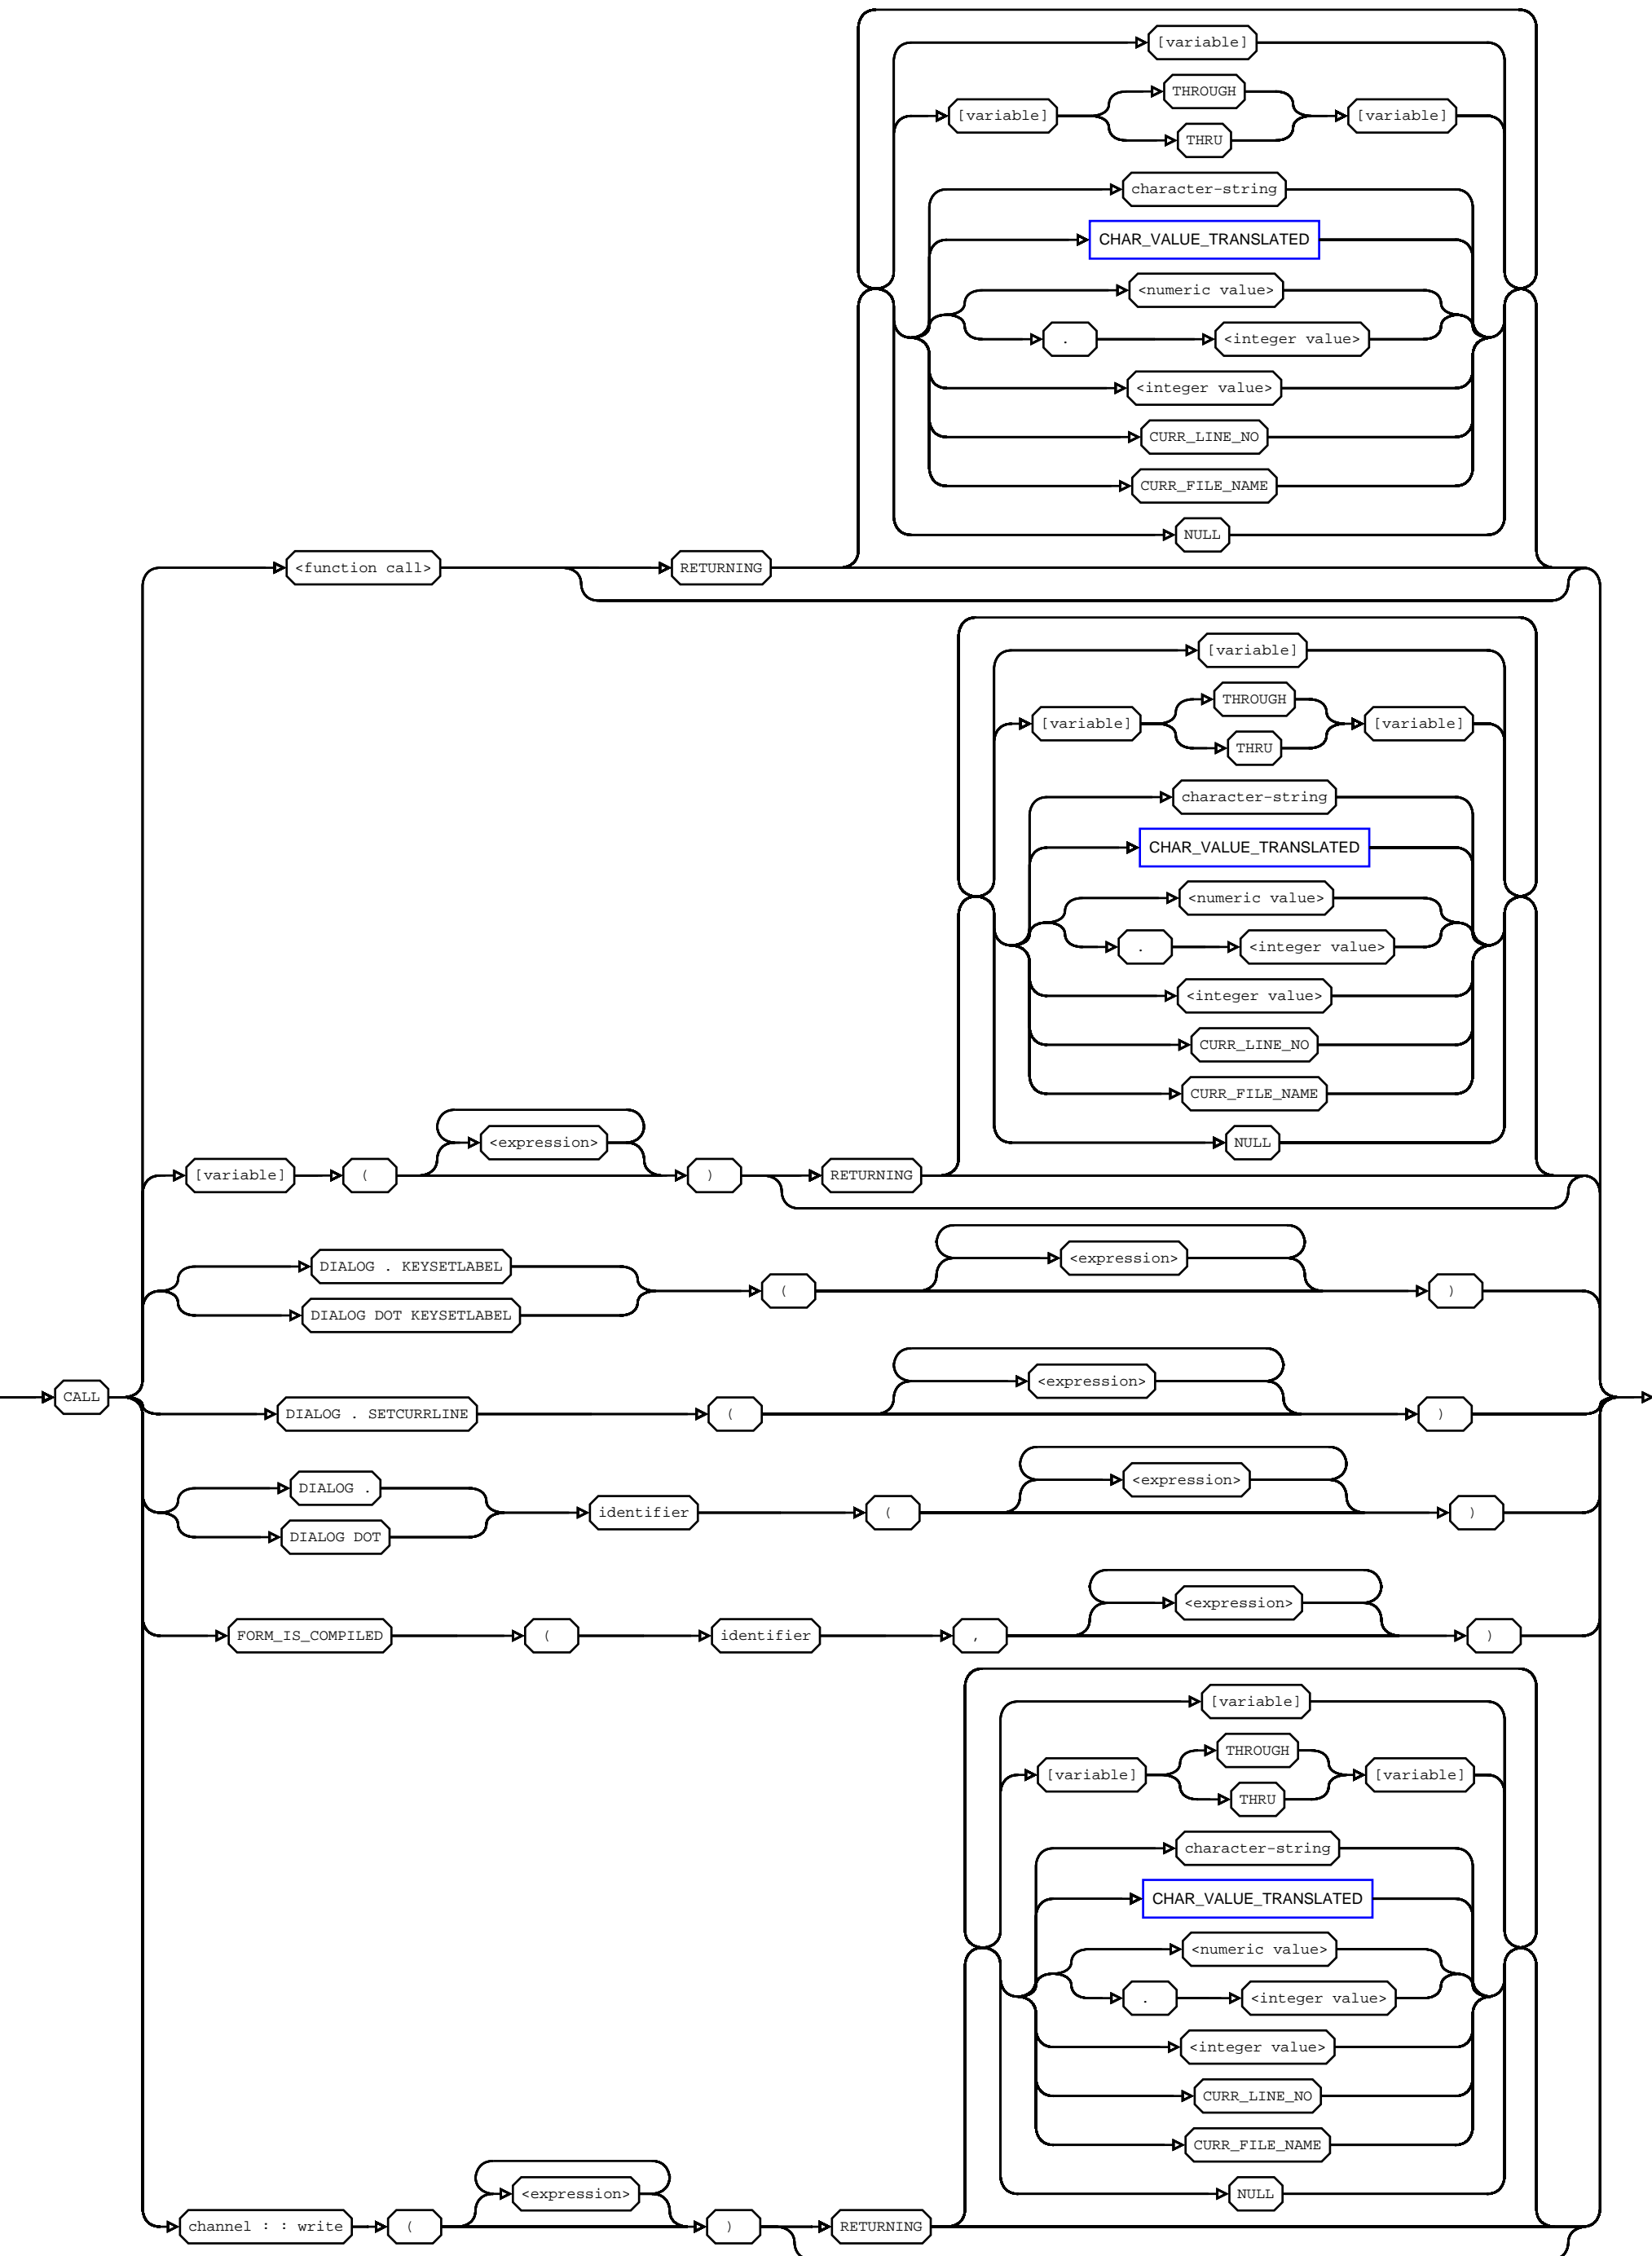 [variable]
THROUGH
[variable] [variable]
THRU
character-string
CHAR_VALUE_TRANSLATED
<numeric value>
. <integer value>
<integer value>
CURR_LINE_NO
CURR_FILE_NAME
NULL
<function call> RETURNING
[variable]
THROUGH
[variable] [variable]
THRU
character-string
CHAR_VALUE_TRANSLATED
<numeric value>
. <integer value>
<integer value>
CURR_LINE_NO
CURR_FILE_NAME
<expression> NULL
[variable] ( ) RETURNING
<expression>
DIALOG . KEYSETLABEL
( )
DIALOG DOT KEYSETLABEL
<expression>
CALL
DIALOG . SETCURRLINE ( )
<expression>
DIALOG .
identifier ( )
DIALOG DOT
<expression>
FORM_IS_COMPILED ( identifier , )
[variable]
THROUGH
[variable] [variable]
THRU
character-string
CHAR_VALUE_TRANSLATED
<numeric value>
. <integer value>
<integer value>
CURR_LINE_NO
CURR_FILE_NAME
<expression> NULL
channel : : write ( ) RETURNING